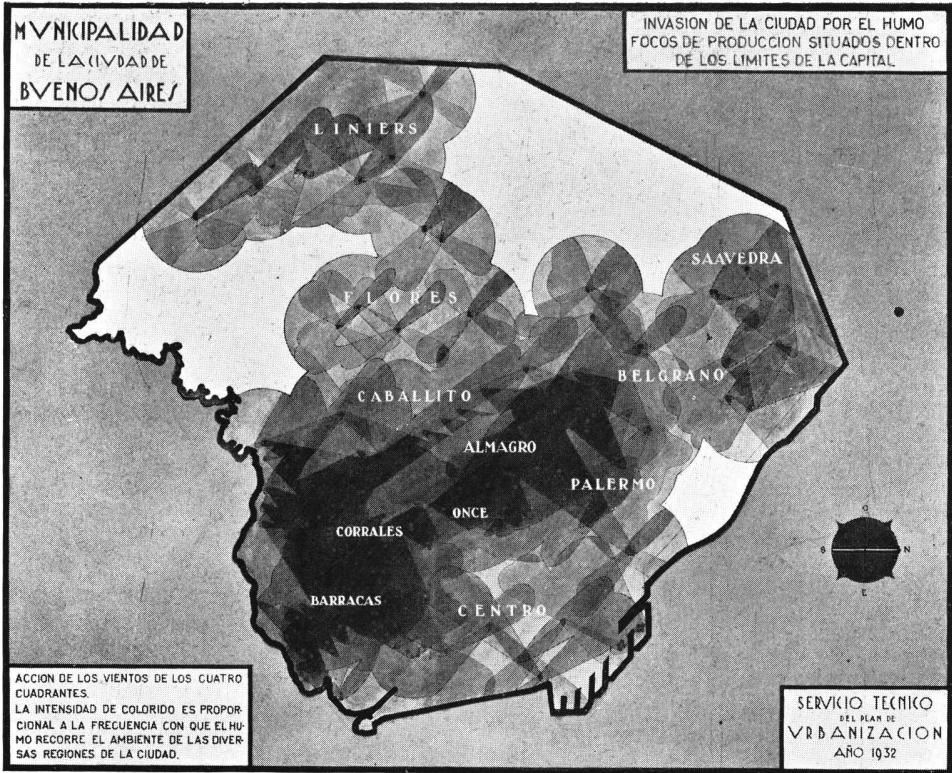 MVNICIPALIDAD
DE LA CIVDAD DE
BVENOS AIRES
INVASION DE LA CIUDAD POR EL HUMO
FOCOS DE PRODUCCION SITUADOS DENTRO
DE LOS LIMITES DE LA CAPITAL
LINIERS
SAAVEDRA
FLORES
BELGRANO
CABALLITO
ALMAGRO
PALERMO
ONCE
CORRALES
BARRACAS
CENTRO
O
S N
E
ACCION DE LOS VIENTOS DE LOS CUATRO
CUADRANTES.
LA INTENSIDAD DE COLORIDO ES PROPOR-
CIONAL A LA FRECUENCIA CON QUE EL HU-
MO RECORRE EL AMBIENTE DE LAS DIVER-
SAS REGIONES DE LA CIUDAD.
SERVICIO TECNICO
DEL PLAN DE
VRBANIZACION
AÑO 1932